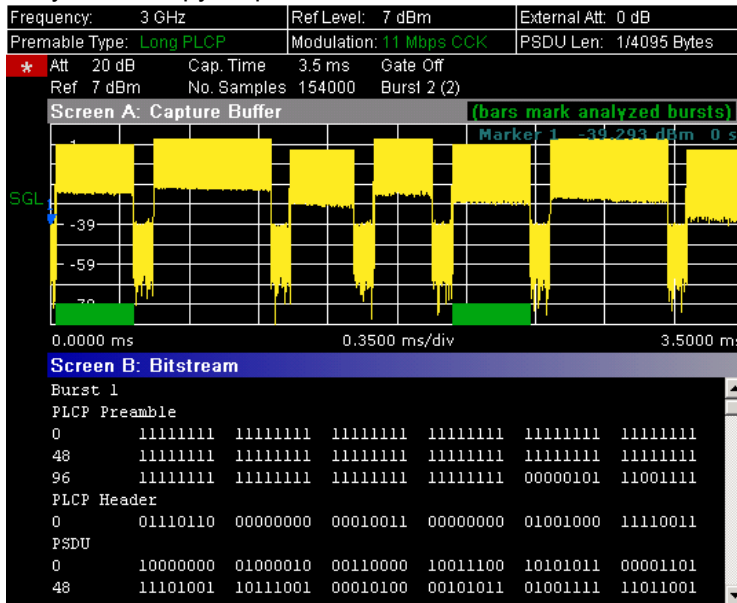 Frequency: 3 GHz Ref Level: 7 dBm External Att: 0 dB
Premable Type: Long PLCP Modulation: 11 Mbps CCK PSDU Len: 1/4095 Bytes
* Att 20 dB Cap. Time 3.5 ms Gate Off
Ref 7 dBm No. Samples 154000 Burst 2 (2)
Screen A: Capture Buffer (bars mark analyzed bursts)
Marker 1 -39.293 dBm 0 s
SGL
1
-39
-59
-79
0.0000 ms 0.3500 ms/div 3.5000 ms
Screen B: Bitstream
Burst 1
PLCP Preamble
0 11111111 11111111 11111111 11111111 11111111 11111111
48 11111111 11111111 11111111 11111111 11111111 11111111
96 11111111 11111111 11111111 11111111 00000101 11001111
PLCP Header
0 01110110 00000000 00010011 00000000 01001000 11110011
PSDU
0 10000000 01000010 00110000 10011100 10101011 00001101
48 11101001 10111001 00010100 00101011 01001111 11011001